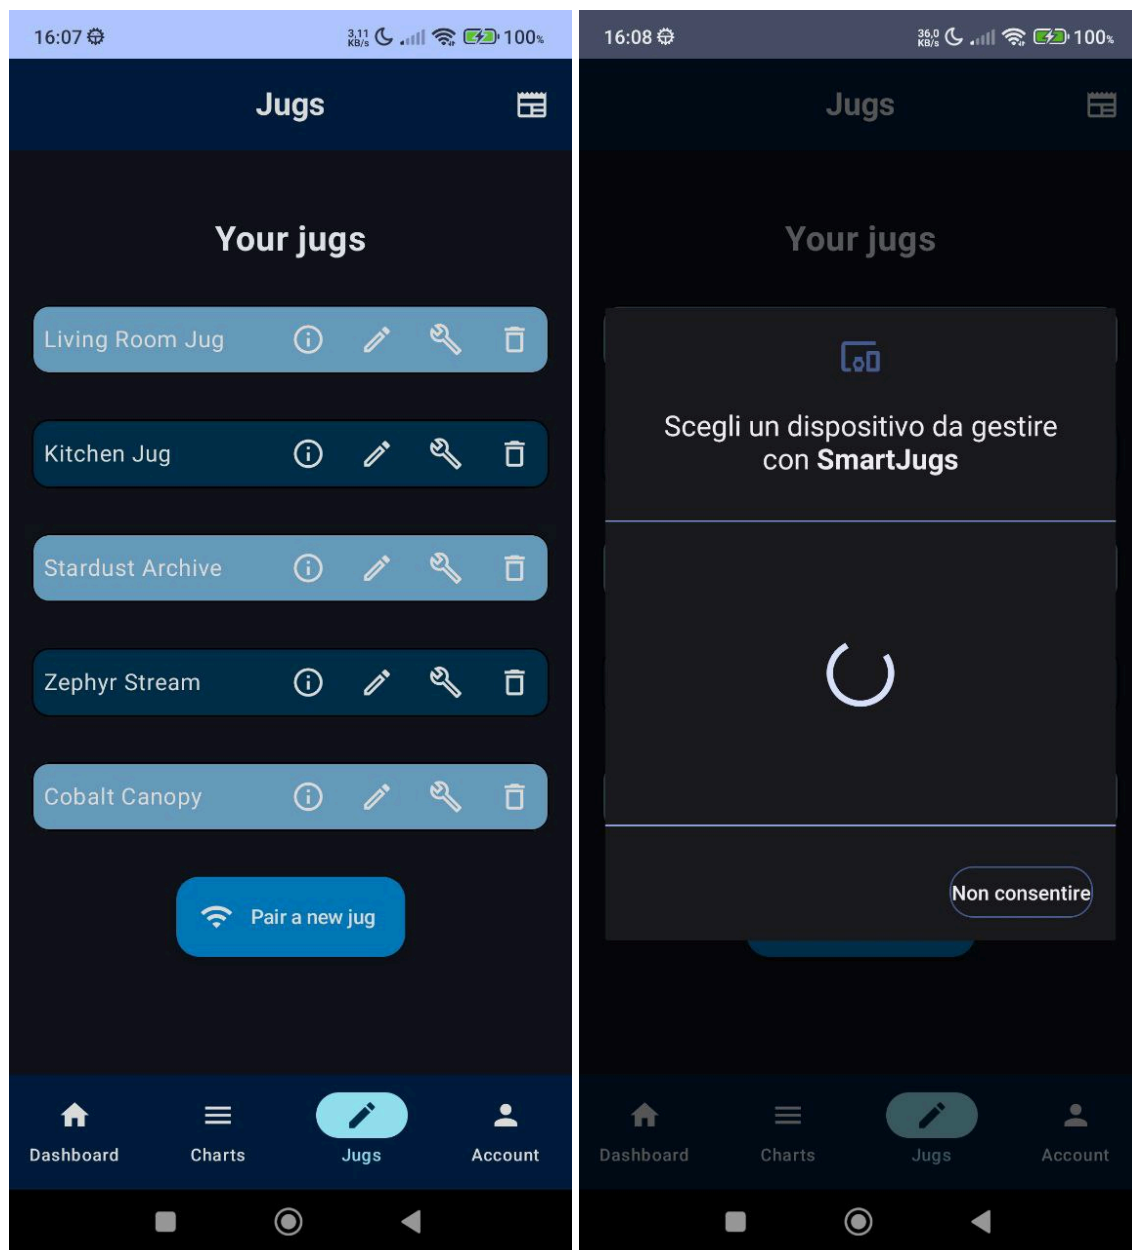 16:07
3,11
KB/s
100%
Jugs
Your jugs
Living Room Jug
Kitchen Jug
Stardust Archive
Zephyr Stream
Cobalt Canopy
Pair a new jug
Dashboard
Charts
Jugs
Account
16:08
36,0
KB/s
100%
Jugs
Your jugs
Scegli un dispositivo da gestire
con SmartJugs
Non consentire
Dashboard
Charts
Jugs
Account